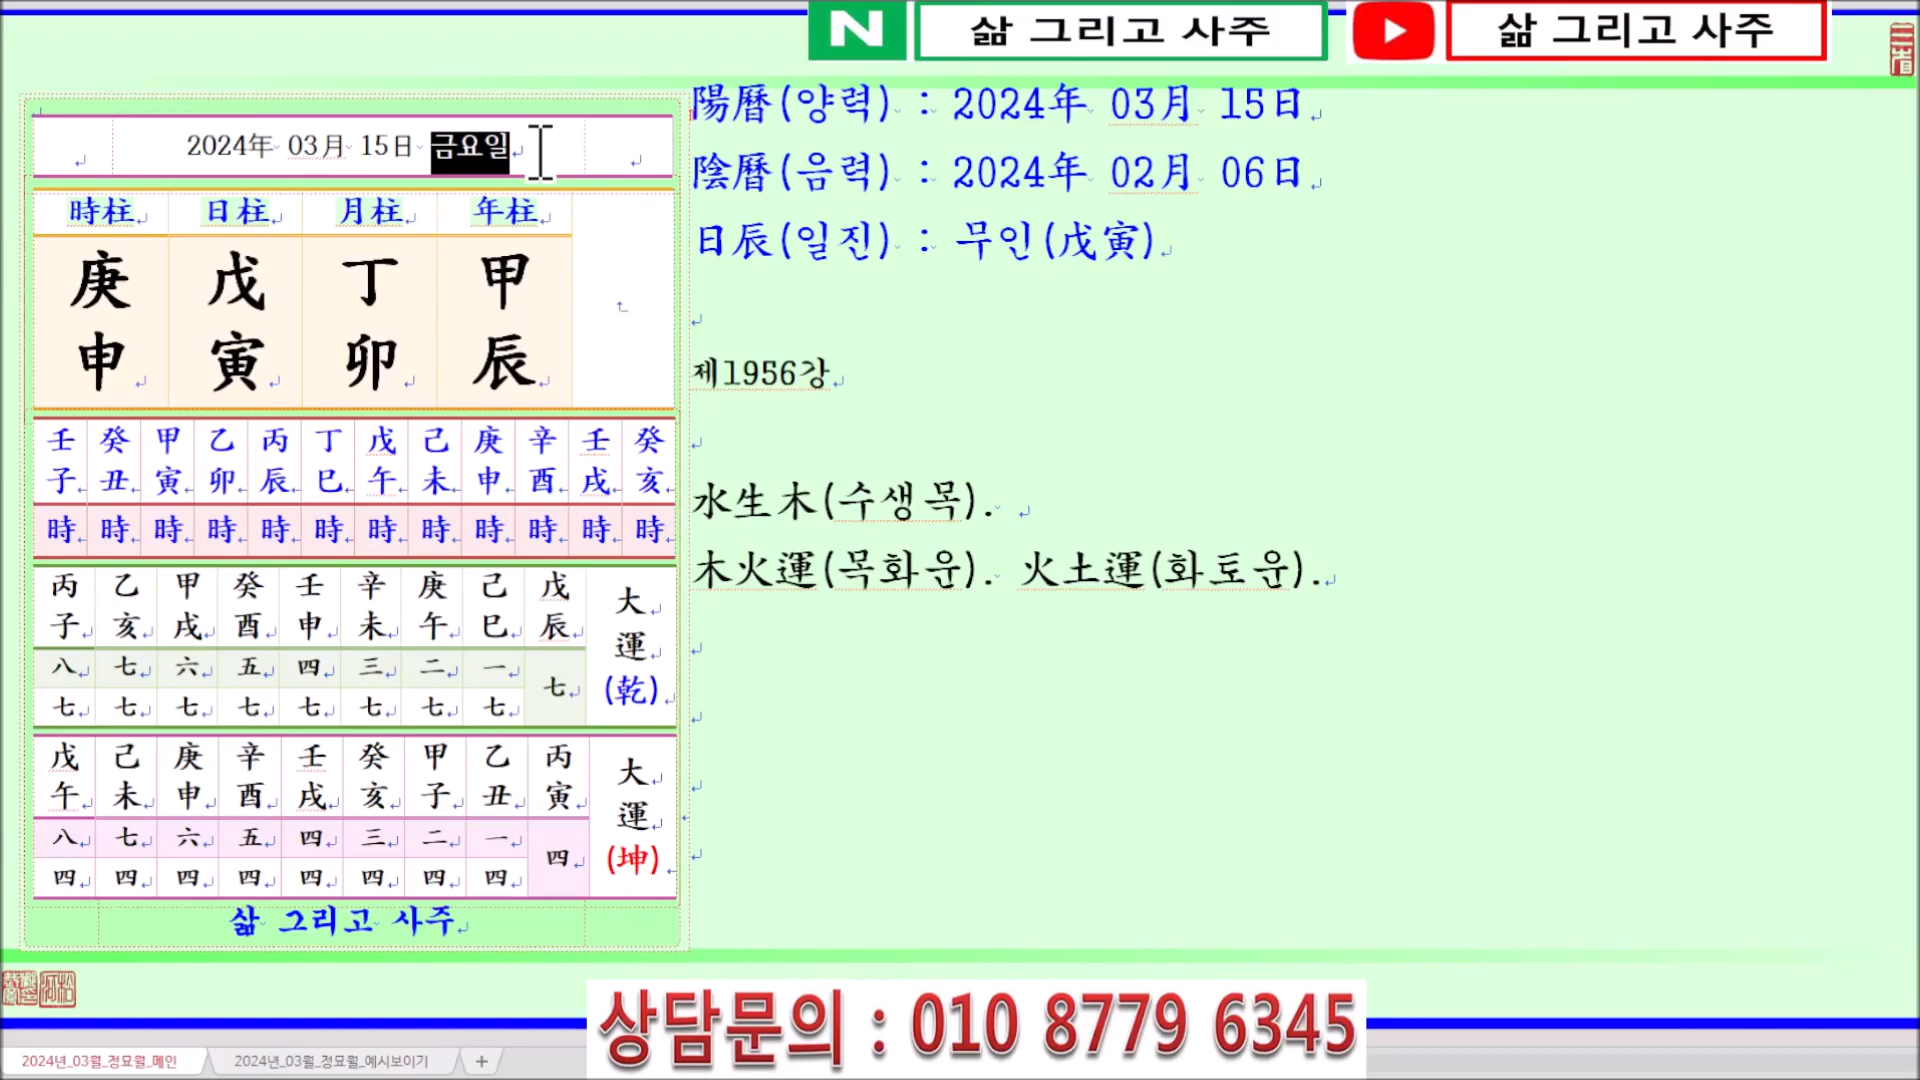 N 삶 그리고 사주 삶 그리고 사주
2024年 03月 15日 금요일
時柱 日柱 月柱 年柱
庚 戊 丁 甲
申 寅 卯 辰
壬 癸 甲 乙 丙 丁 戊 己 庚 辛 壬 癸
子 丑 寅 卯 辰 巳 午 未 申 酉 戌 亥
時 時 時 時 時 時 時 時 時 時 時 時
丙 乙 甲 癸 壬 辛 庚 己 戊
子 亥 戌 酉 申 未 午 巳 辰
八 七 六 五 四 三 二 一 七
七 七 七 七 七 七 七 七
大
運
(乾)
戊 己 庚 辛 壬 癸 甲 乙 丙
午 未 申 酉 戌 亥 子 丑 寅
八 七 六 五 四 三 二 一 四
四 四 四 四 四 四 四 四
大
運
(坤)
삶 그리고 사주
陽曆(양력) : 2024年 03月 15日
陰曆(음력) : 2024年 02月 06日
日辰(일진) : 무인(戊寅)
제1956강
水生木(수생목).
木火運(목화운). 火土運(화토운).
상담문의 : 010 8779 6345
2024년_03월_정묘월_메인 2024년_03월_정묘월_예시보이기 +